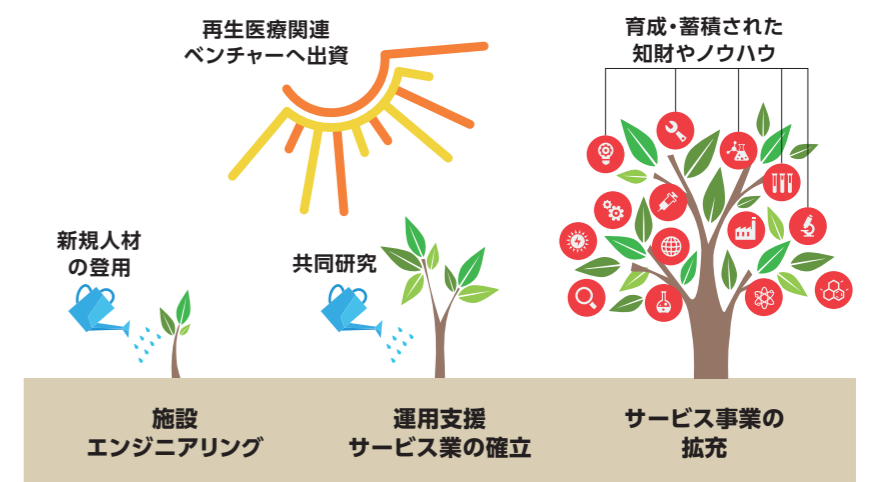 再生医療関連
ベンチャーへ出資
育成・蓄積された
知財やノウハウ
新規人材
の登用
共同研究
施設
エンジニアリング
運用支援
サービス業の確立
サービス事業の
拡充